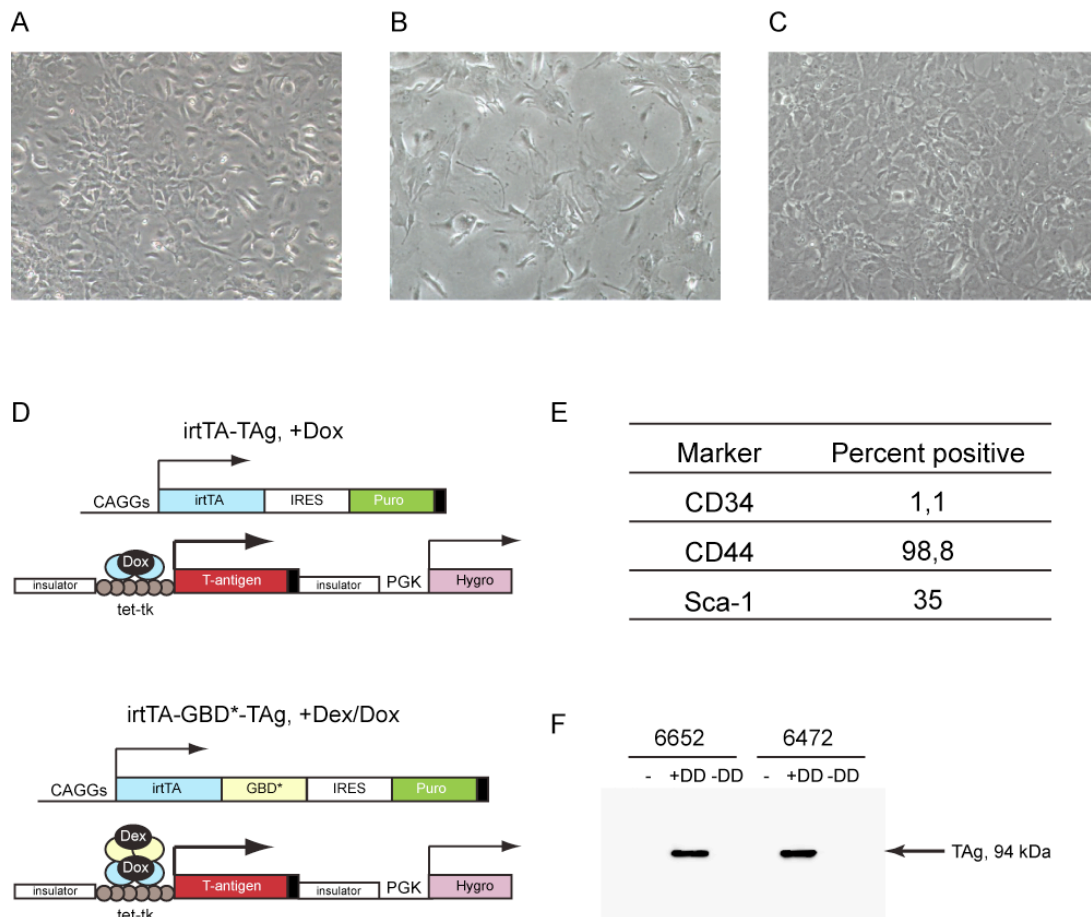 A
B
C
D
irtTA-TAg, +Dox
CAGGs irtTA IRES Puro
Dox
insulator T-antigen insulator PGK Hygro
tet-tk
irtTA-GBD*-TAg, +Dex/Dox
CAGGs irtTA GBD* IRES Puro
Dex
Dox
insulator T-antigen insulator PGK Hygro
tet-tk
E
Marker Percent positive
CD34 1,1
CD44 98,8
Sca-1 35
F
6652 6472
- +DD -DD - +DD -DD
TAg, 94 kDa